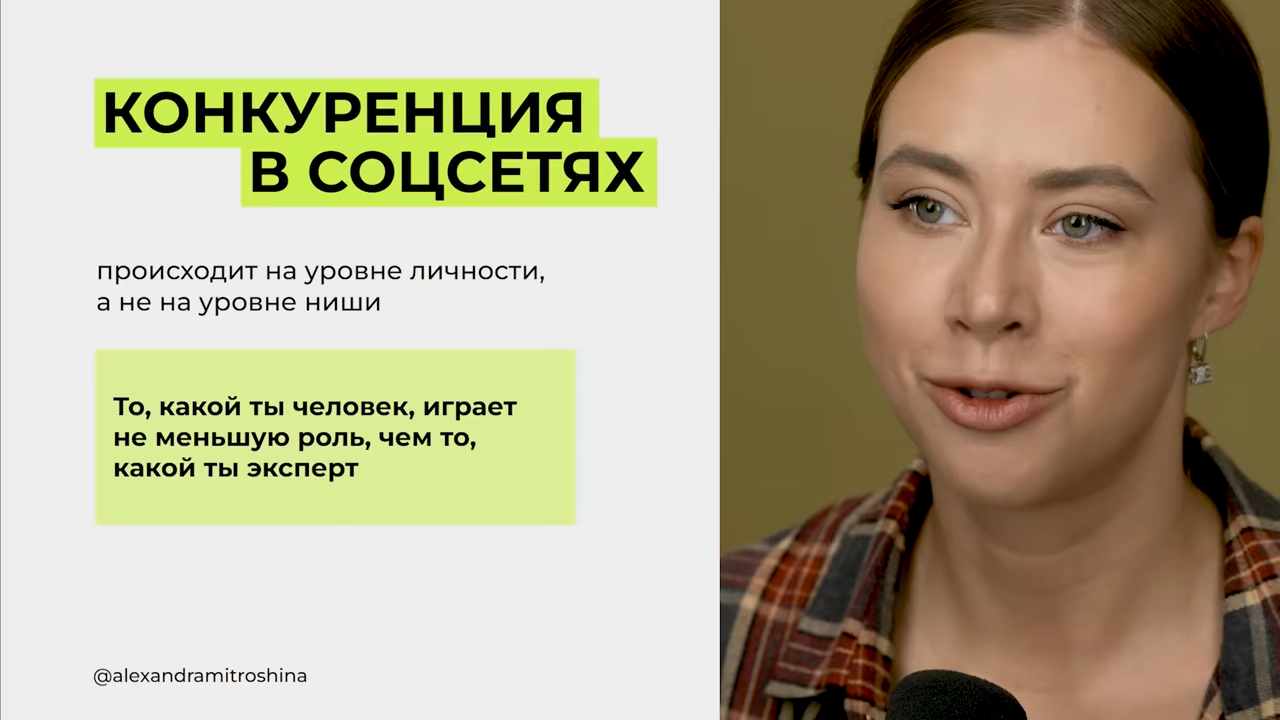 КОНКУРЕНЦИЯ
В СОЦСЕТЯХ
происходит на уровне личности,
а не на уровне ниши
То, какой ты человек, играет
не меньшую роль, чем то,
какой ты эксперт
@alexandramitroshina